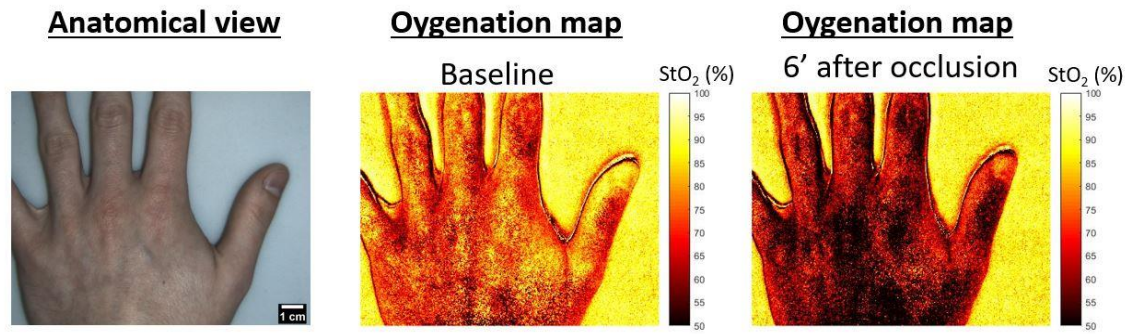 Anatomical view
Oygenation map
Baseline
StO₂ (%)
100
95
90
85
80
75
70
65
60
55
50
Oygenation map
6’ after occlusion
StO₂ (%)
100
95
90
85
80
75
70
65
60
55
50
1 cm